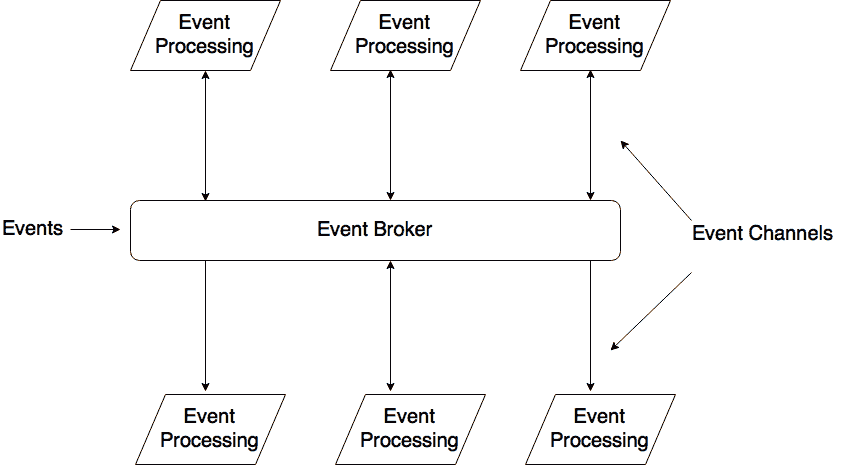 Event
Processing
Event
Processing
Event
Processing
Events
Event Broker
Event Channels
Event
Processing
Event
Processing
Event
Processing